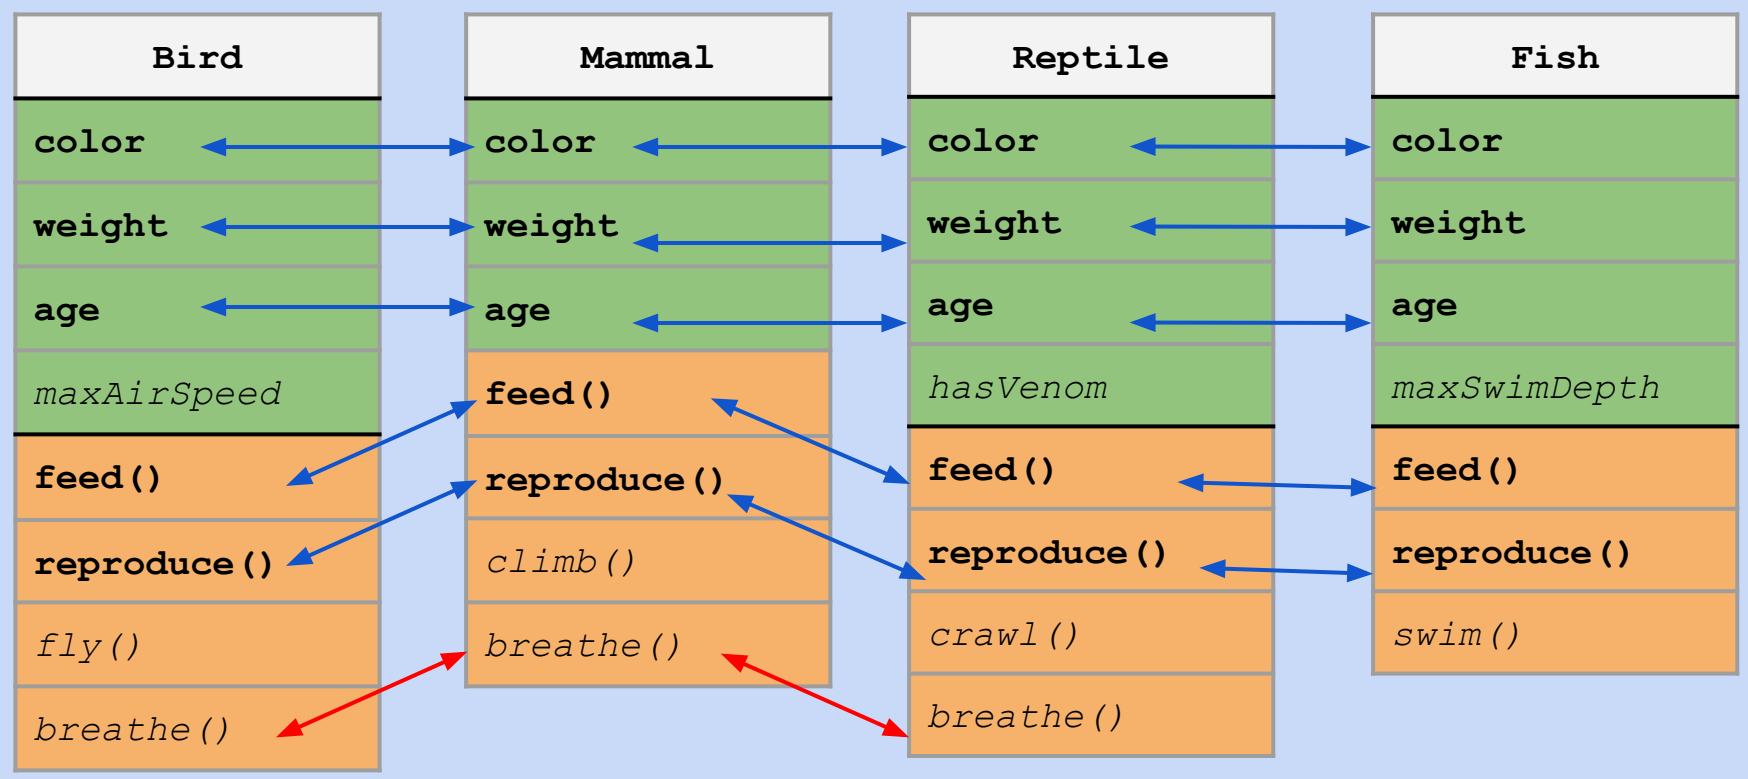 Bird
color
weight
age
maxAirSpeed
feed()
reproduce()
fly()
breathe()
Mammal
color
weight
age
feed()
reproduce()
climb()
breathe()
Reptile
color
weight
age
hasVenom
feed()
reproduce()
crawl()
breathe()
Fish
color
weight
age
maxSwimDepth
feed()
reproduce()
swim()